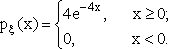 p_ξ(x) = { 4e^{-4x}, x ≥ 0;
0, x < 0.